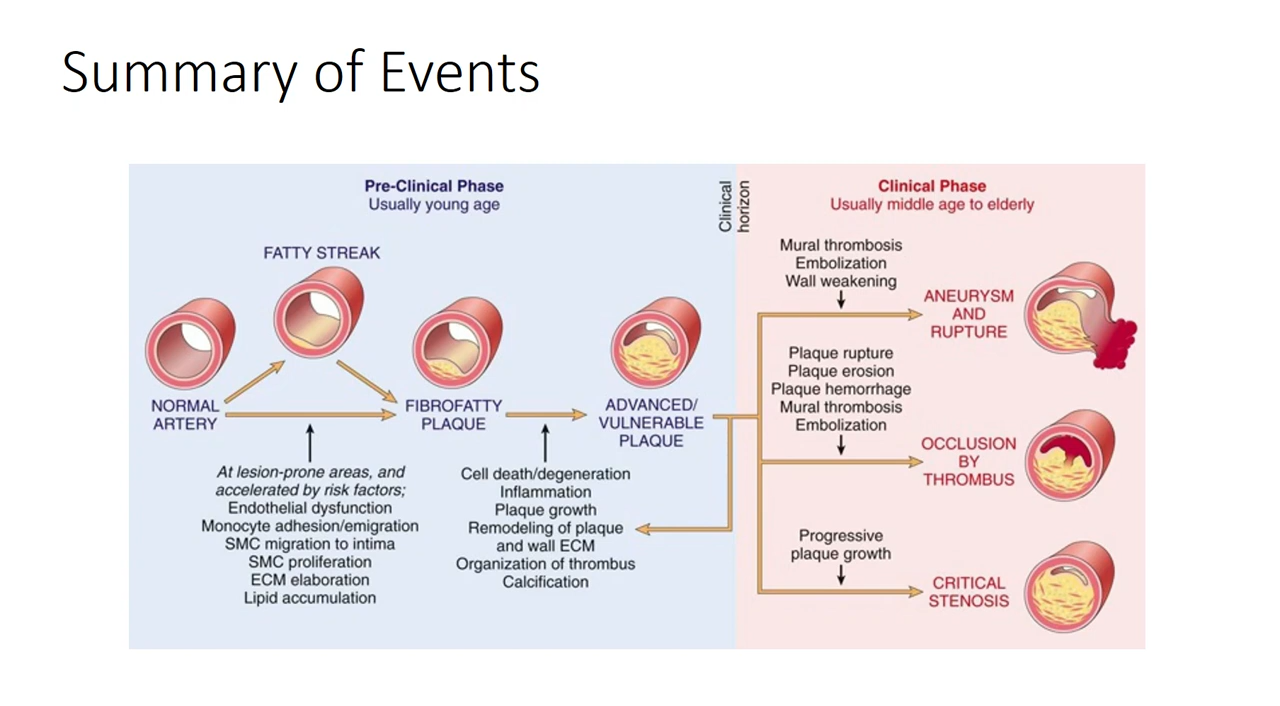 Summary of Events
Pre-Clinical Phase
Usually young age
Clinical
horizon
Clinical Phase
Usually middle age to elderly
FATTY STREAK
NORMAL
ARTERY
FIBROFATTY
PLAQUE
ADVANCED/
VULNERABLE
PLAQUE
At lesion-prone areas, and
accelerated by risk factors;
Endothelial dysfunction
Monocyte adhesion/emigration
SMC migration to intima
SMC proliferation
ECM elaboration
Lipid accumulation
Cell death/degeneration
Inflammation
Plaque growth
Remodeling of plaque
and wall ECM
Organization of thrombus
Calcification
Mural thrombosis
Embolization
Wall weakening
ANEURYSM
AND
RUPTURE
Plaque rupture
Plaque erosion
Plaque hemorrhage
Mural thrombosis
Embolization
OCCLUSION
BY
THROMBUS
Progressive
plaque growth
CRITICAL
STENOSIS